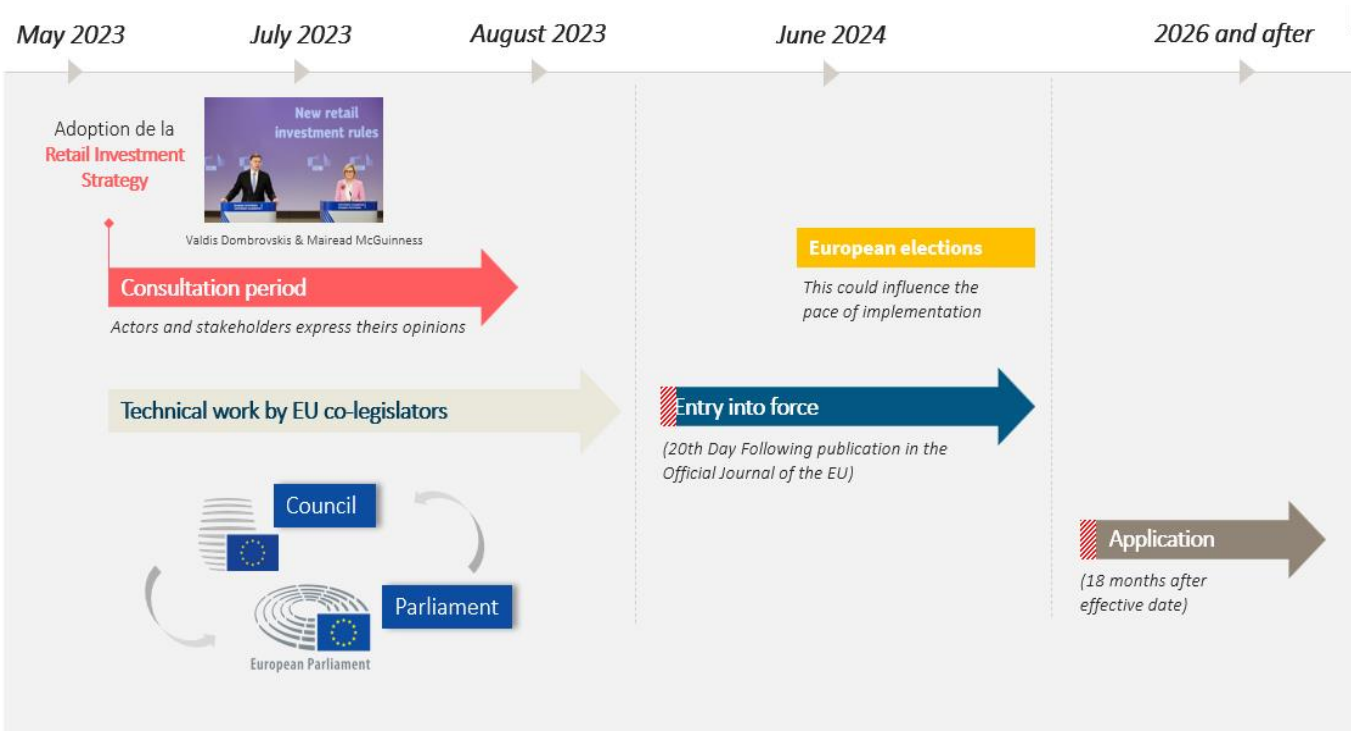 May 2023
July 2023
August 2023
June 2024
2026 and after
Adoption de la
Retail Investment
Strategy
New retail
investment rules
Valdis Dombrovskis & Mairead McGuinness
Consultation period
Actors and stakeholders express theirs opinions
European elections
This could influence the
pace of implementation
Technical work by EU co-legislators
Entry into force
(20th Day Following publication in the
Official Journal of the EU)
Council
Parliament
European Parliament
Application
(18 months after
effective date)